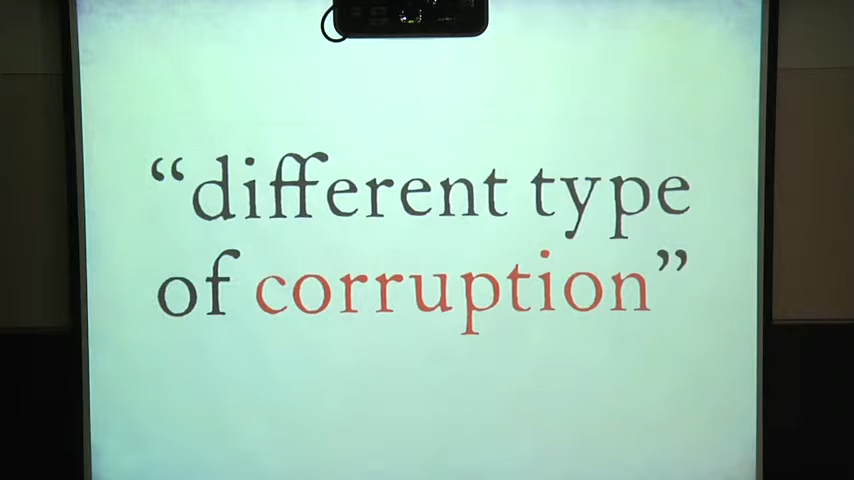 “different type
of corruption”